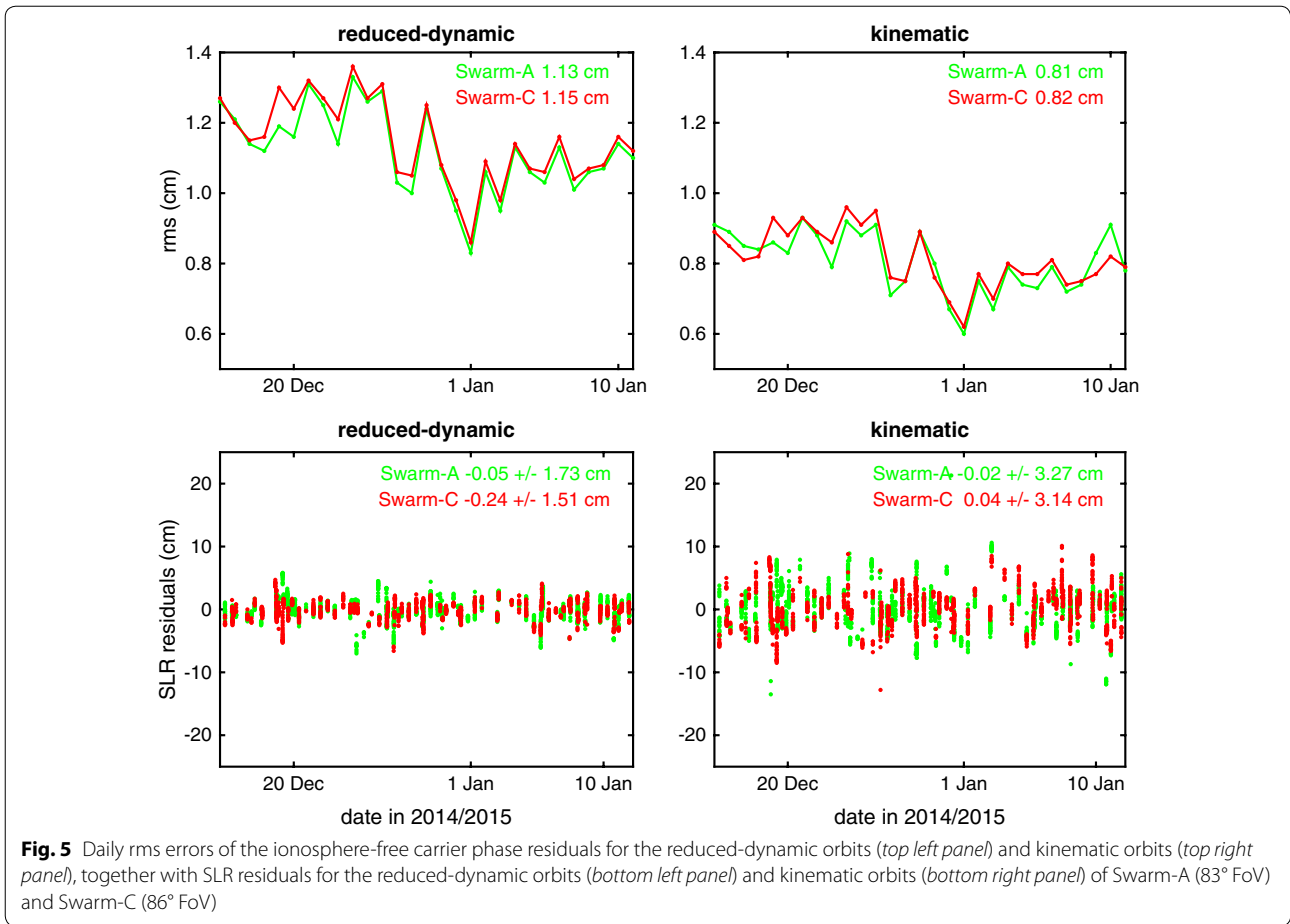 reduced-dynamic
kinematic
1.4
1.2
1.0
0.8
0.6
rms (cm)
Swarm-A 1.13 cm
Swarm-C 1.15 cm
20 Dec
1 Jan
10 Jan
1.4
1.2
1.0
0.8
0.6
Swarm-A 0.81 cm
Swarm-C 0.82 cm
20 Dec
1 Jan
10 Jan
reduced-dynamic
kinematic
20
10
0
-10
-20
SLR residuals (cm)
Swarm-A -0.05 +/- 1.73 cm
Swarm-C -0.24 +/- 1.51 cm
20 Dec
1 Jan
10 Jan
date in 2014/2015
20
10
0
-10
-20
Swarm-A -0.02 +/- 3.27 cm
Swarm-C 0.04 +/- 3.14 cm
20 Dec
1 Jan
10 Jan
date in 2014/2015
Fig. 5 Daily rms errors of the ionosphere-free carrier phase residuals for the reduced-dynamic orbits (top left panel) and kinematic orbits (top right
panel), together with SLR residuals for the reduced-dynamic orbits (bottom left panel) and kinematic orbits (bottom right panel) of Swarm-A (83° FoV)
and Swarm-C (86° FoV)